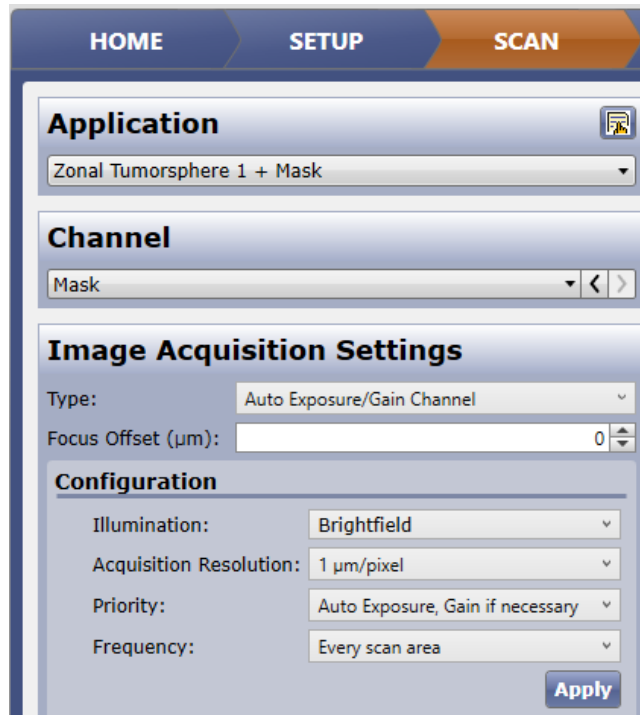 HOME SETUP SCAN
Application
Zonal Tumorsphere 1 + Mask
Channel
Mask
Image Acquisition Settings
Type: Auto Exposure/Gain Channel
Focus Offset (µm): 0
Configuration
Illumination: Brightfield
Acquisition Resolution: 1 µm/pixel
Priority: Auto Exposure, Gain if necessary
Frequency: Every scan area
Apply